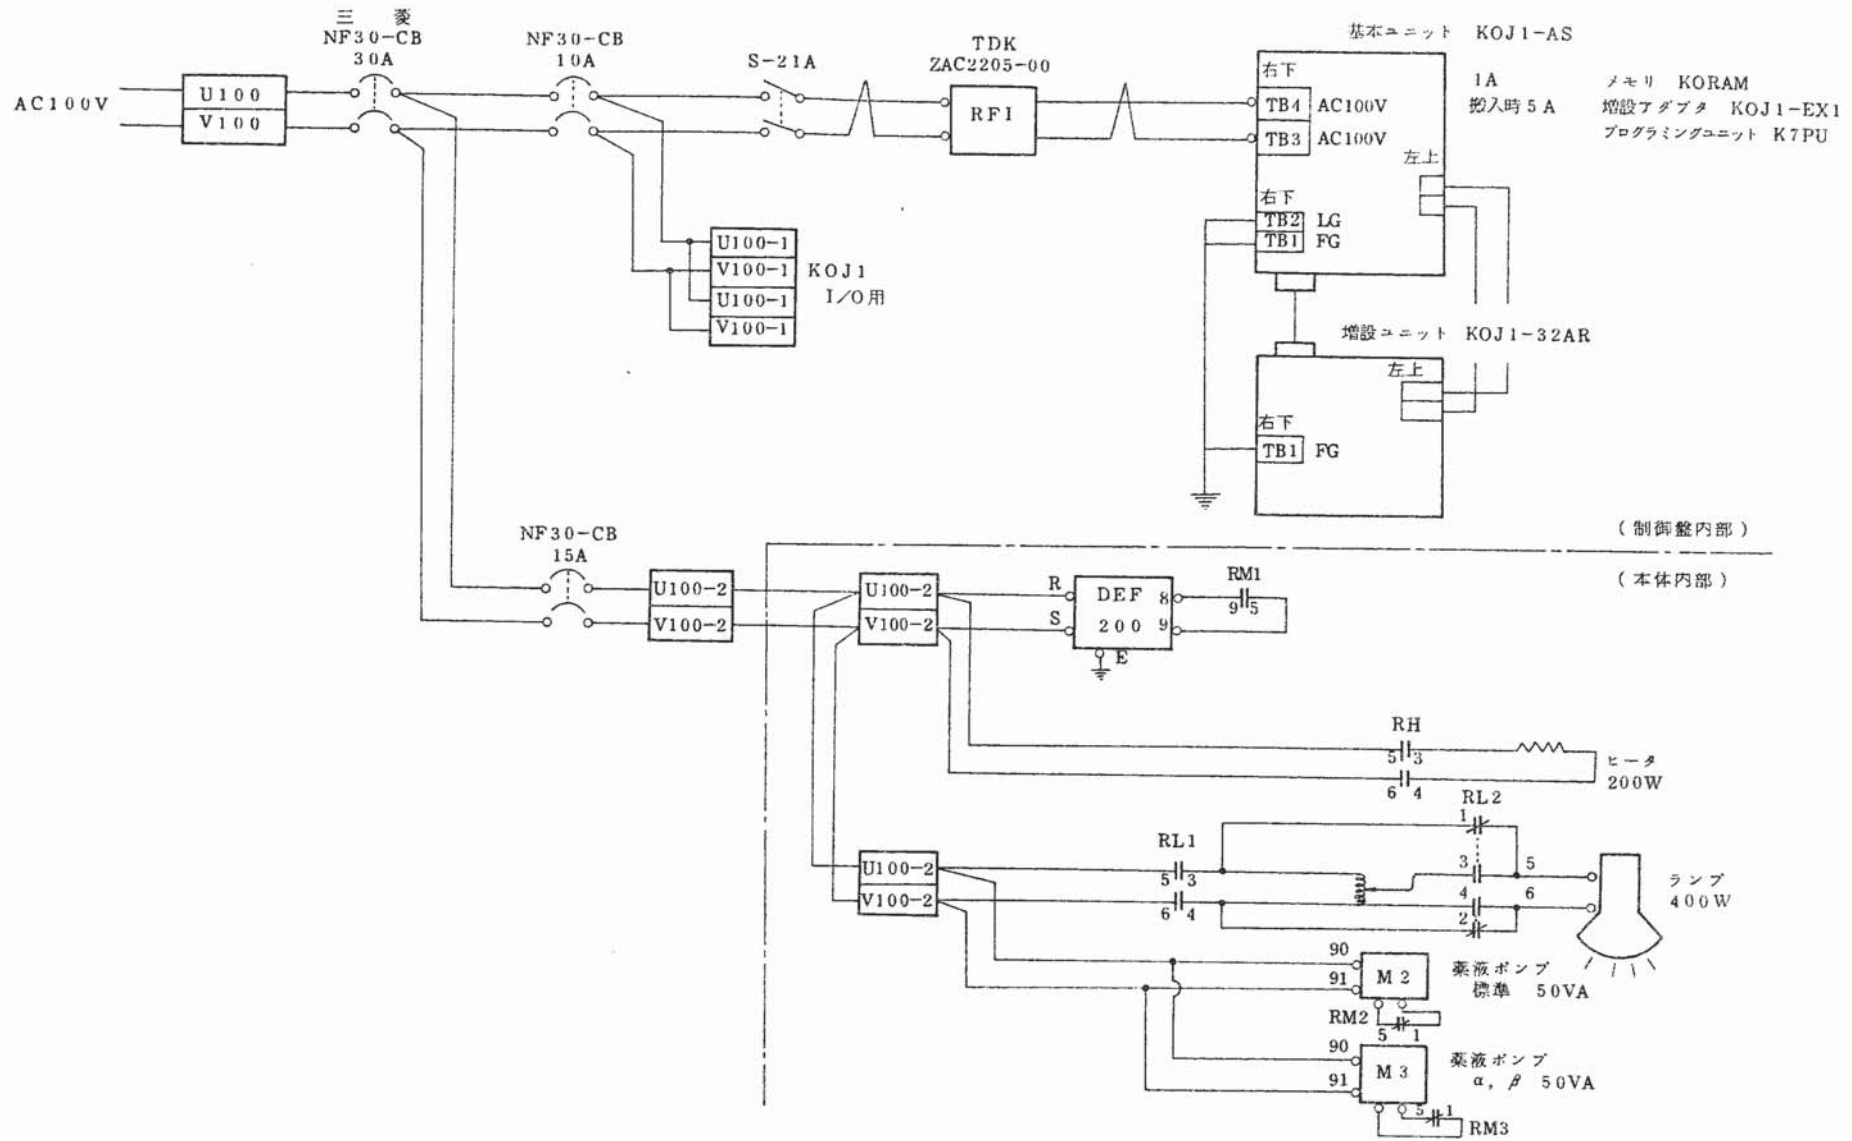 三菱
NF30-CB
30A
NF30-CB
10A
S-21A
TDK
ZAC2205-00
基本ユニット KOJ1-AS
AC100V
U100
V100
RFI
右下
TB4 AC100V
TB3 AC100V
1A
搬入時5A
メモリ KORAM
増設アダプタ KOJ1-EX1
プログラミングユニット K7PU
左上
右下
TB2 LG
TB1 FG
U100-1
V100-1
U100-1
V100-1
KOJ1
I/O用
増設ユニット KOJ1-32AR
左上
右下
TB1 FG
(制御盤内部)
(本体内部)
NF30-CB
15A
U100-2
V100-2
U100-2
V100-2
R
S
DEF
200
8
9
E
RM1
9 5
RH
5 3
6 4
ヒータ
200W
U100-2
V100-2
RL1
5 3
6 4
RL2
1
3
4
2
5
6
ランプ
400W
90
91
M2
薬液ポンプ
標準 50VA
RM2
5 1
90
91
M3
薬液ポンプ
α, β 50VA
5 1
RM3